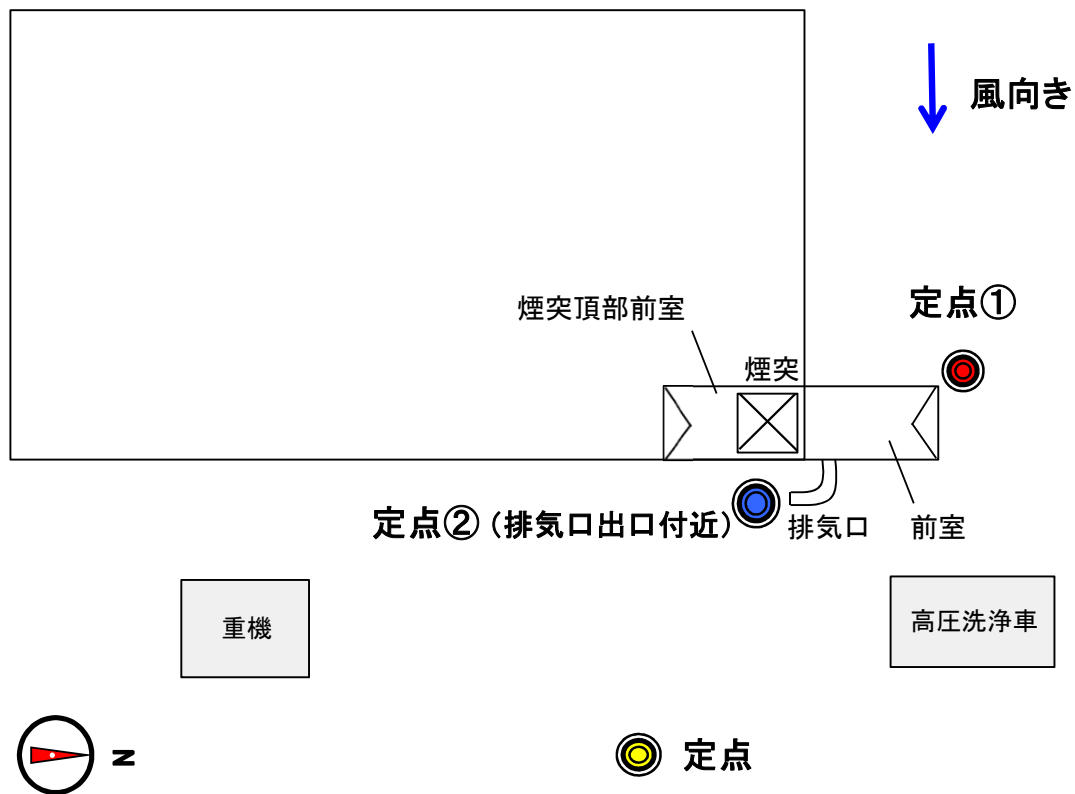 風向き
煙突頂部前室
定点①
煙突
定点②（排気口出口付近）
排気口
前室
重機
高圧洗浄車
N
定点